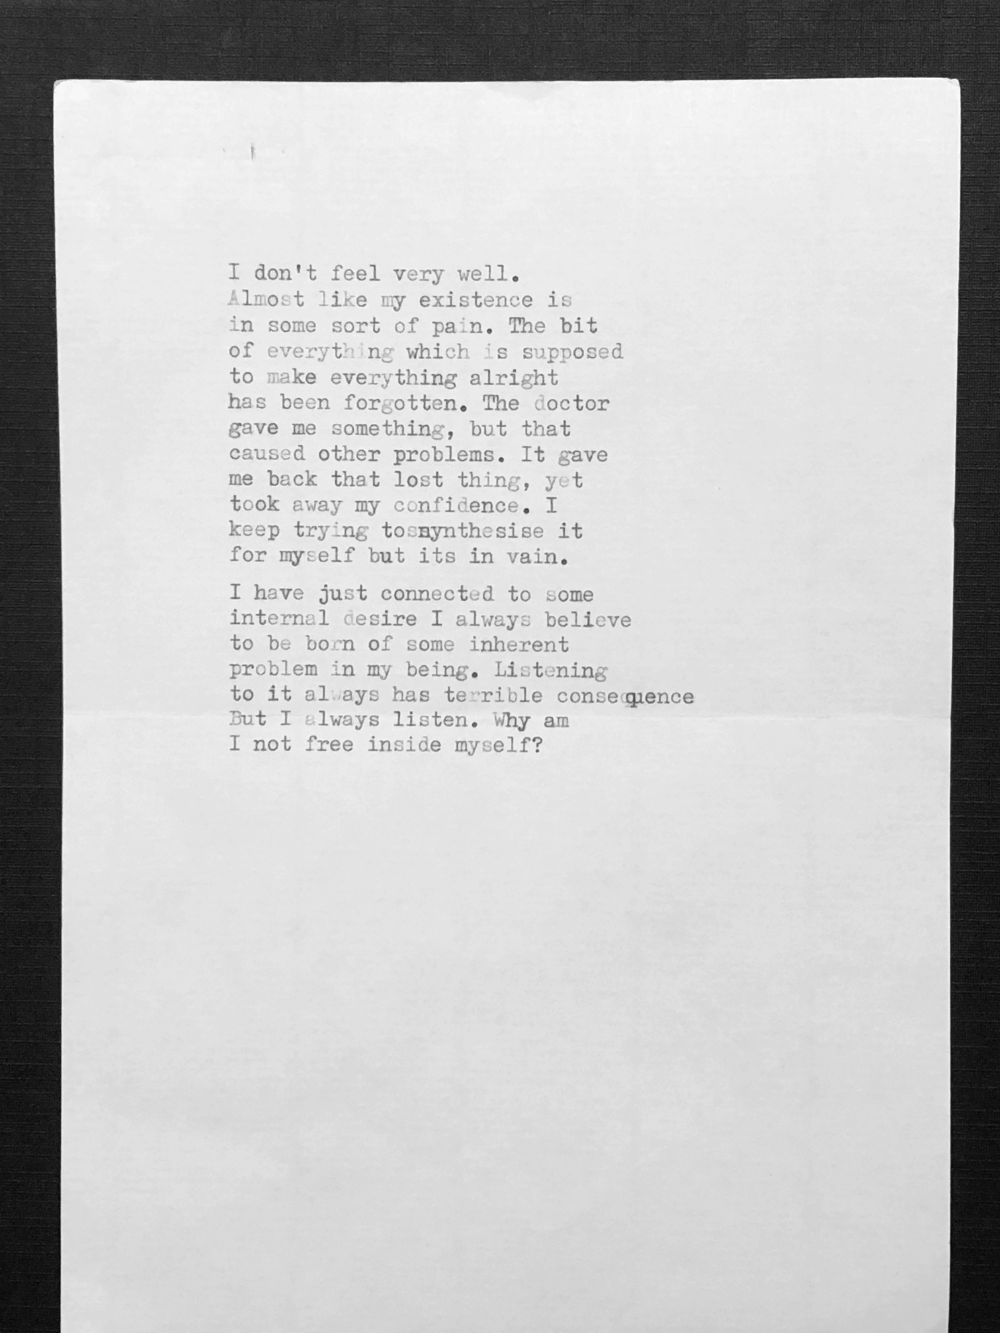 I don't feel very well.
Almost like my existence is
in some sort of pain. The bit
of everything which is supposed
to make everything alright
has been forgotten. The doctor
gave me something, but that
caused other problems. It gave
me back that lost thing, yet
took away my confidence. I
keep trying to synthesise it
for myself but its in vain.
I have just connected to some
internal desire I always believe
to be born of some inherent
problem in my being. Listening
to it always has terrible consequence
But I always listen. Why am
I not free inside myself?